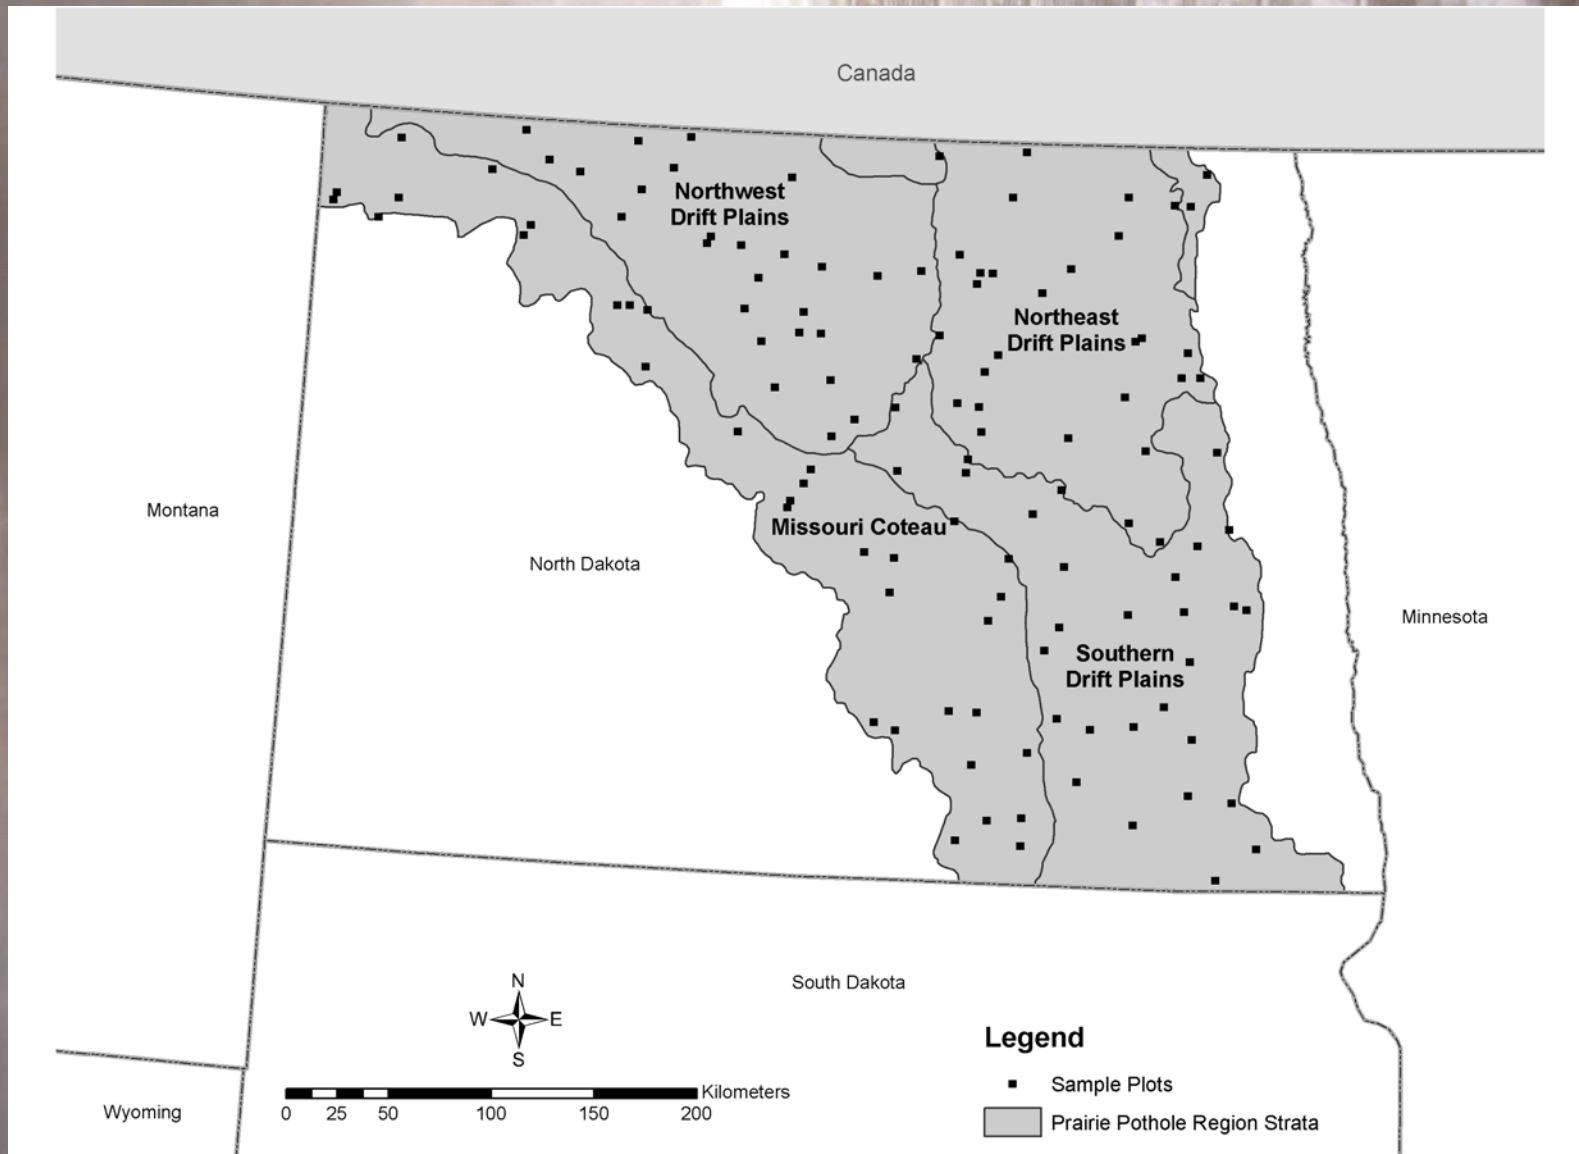 Canada
Northwest
Drift Plains
Northeast
Drift Plains
Montana
Missouri Coteau
North Dakota
Minnesota
Southern
Drift Plains
South Dakota
N
W E
S
Legend
Sample Plots
Kilometers
0 25 50 100 150 200
Wyoming
Prairie Pothole Region Strata